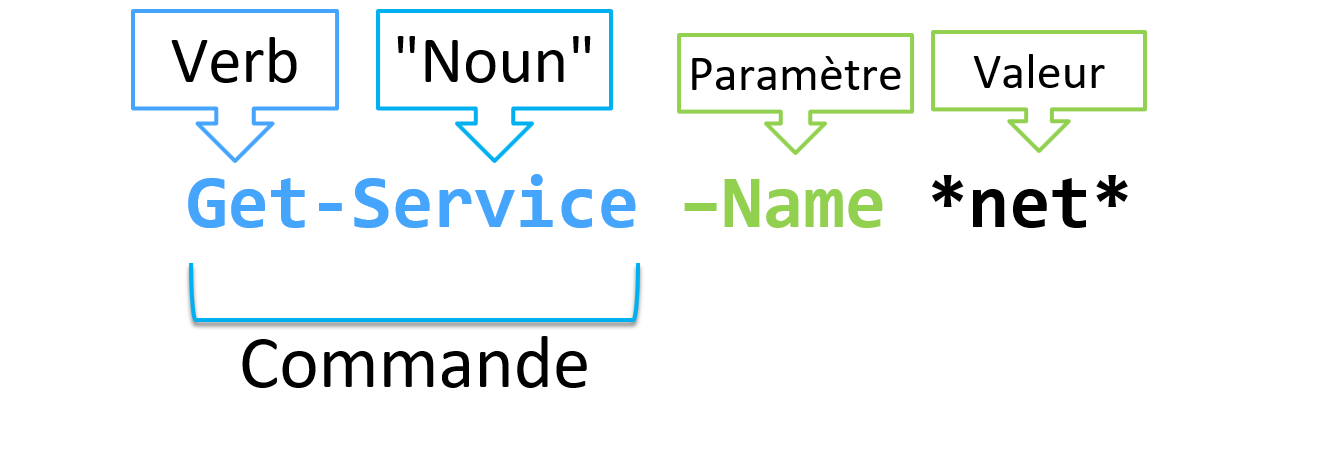 Verb "Noun" Paramètre Valeur
Get-Service –Name *net*
Commande